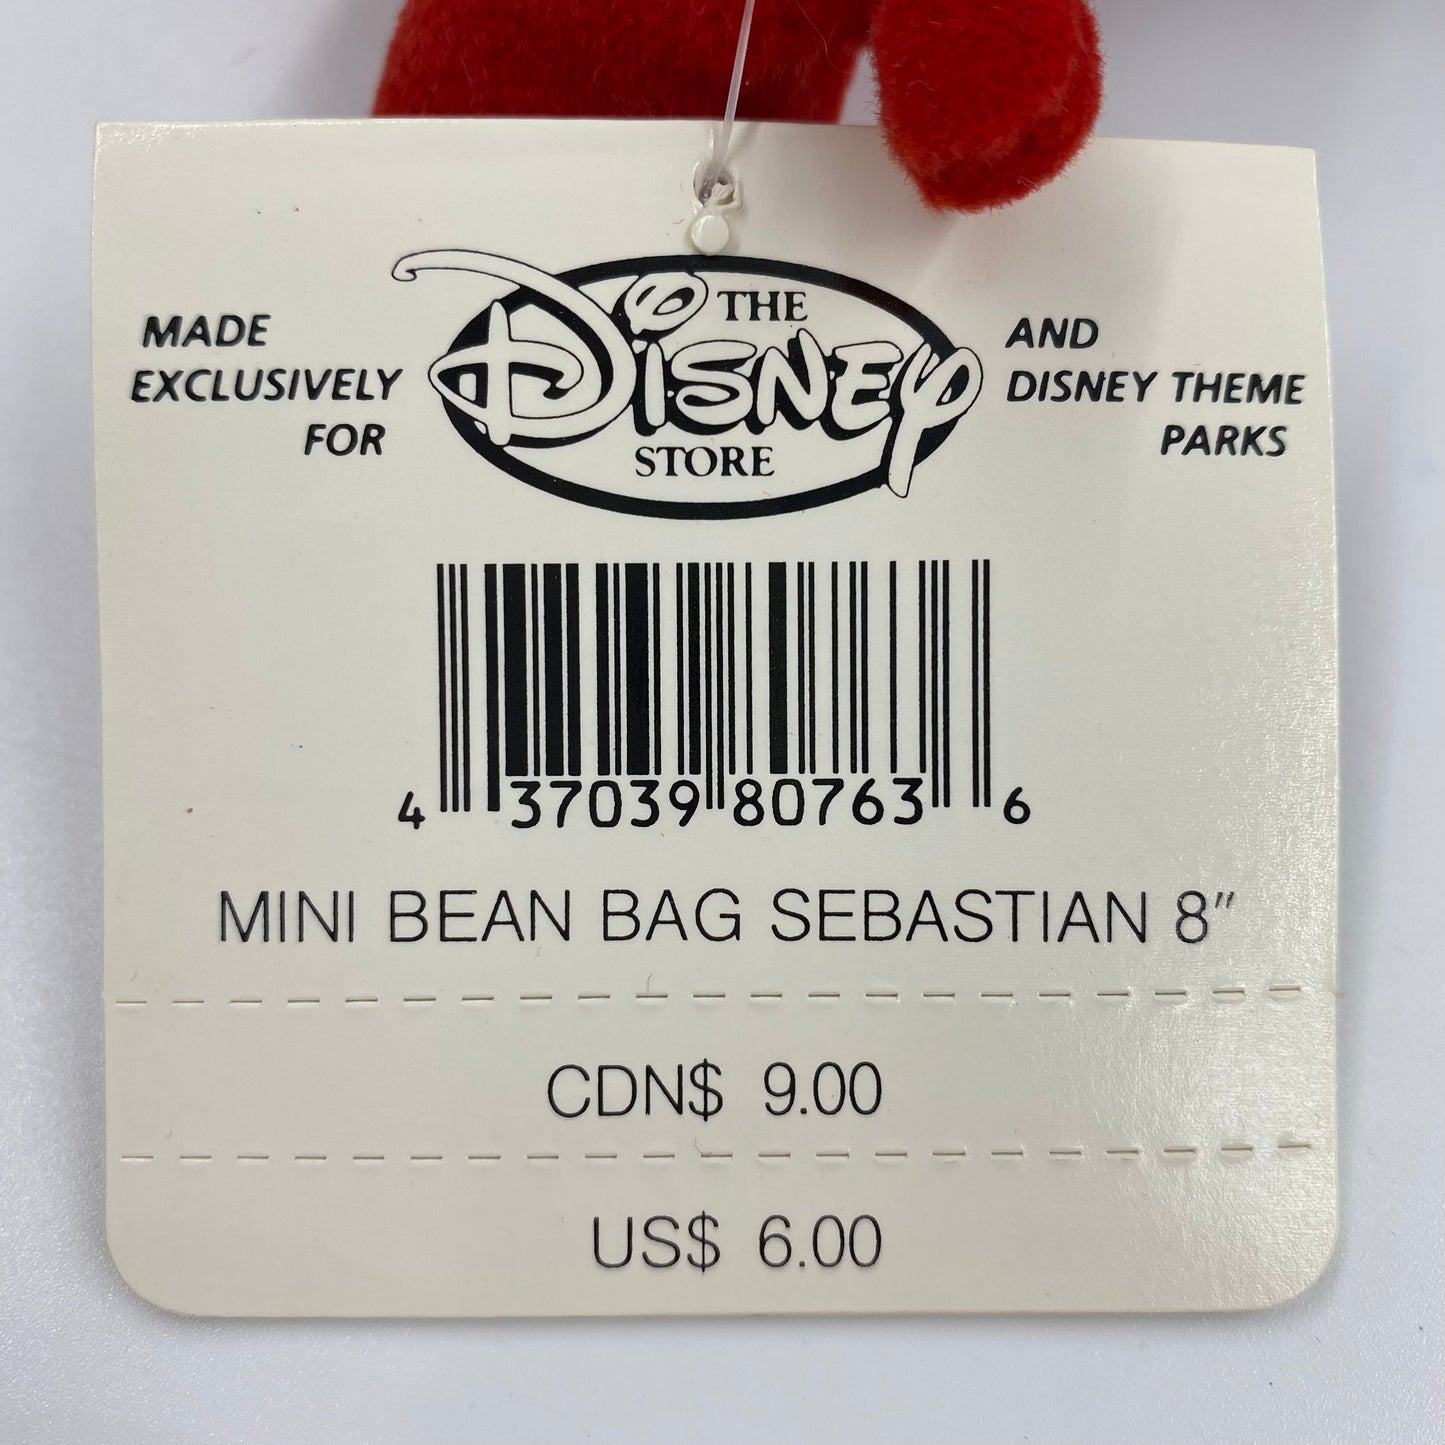 MADE
EXCLUSIVELY
FOR
THE
DISNEY
STORE
AND
DISNEY THEME
PARKS
4 37039 80763 6
MINI BEAN BAG SEBASTIAN 8"
CDN$ 9.00
US$ 6.00